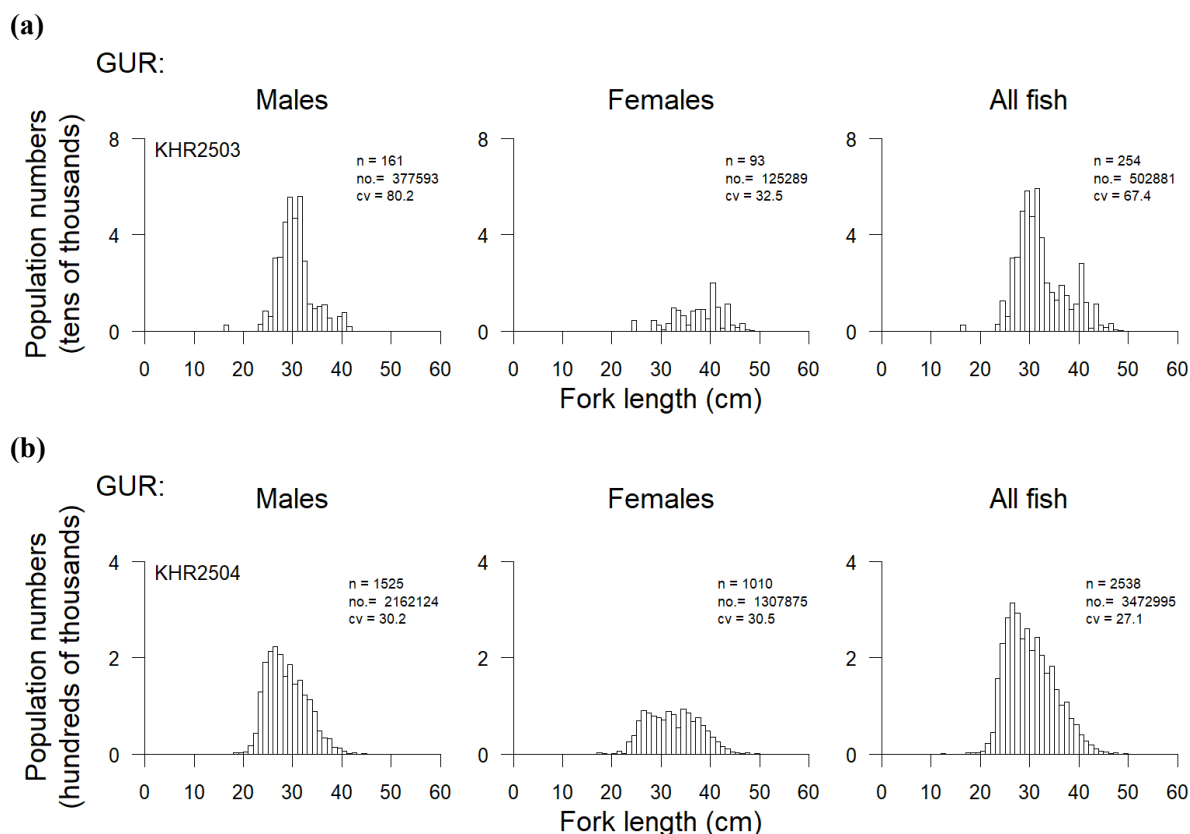 (a)
GUR:
Males Females All fish
Population numbers
(tens of thousands)
8 8 8
KHR2503
n = 161 n = 93 n = 254
no.= 377593 no.= 125289 no.= 502881
cv = 80.2 cv = 32.5 cv = 67.4
4 4 4
0 0 0
0 10 20 30 40 50 60 0 10 20 30 40 50 60 0 10 20 30 40 50 60
Fork length (cm)
(b)
GUR:
Males Females All fish
Population numbers
(hundreds of thousands)
4 4 4
KHR2504
n = 1525 n = 1010 n = 2538
no.= 2162124 no.= 1307875 no.= 3472995
cv = 30.2 cv = 30.5 cv = 27.1
2 2 2
0 0 0
0 10 20 30 40 50 60 0 10 20 30 40 50 60 0 10 20 30 40 50 60
Fork length (cm)